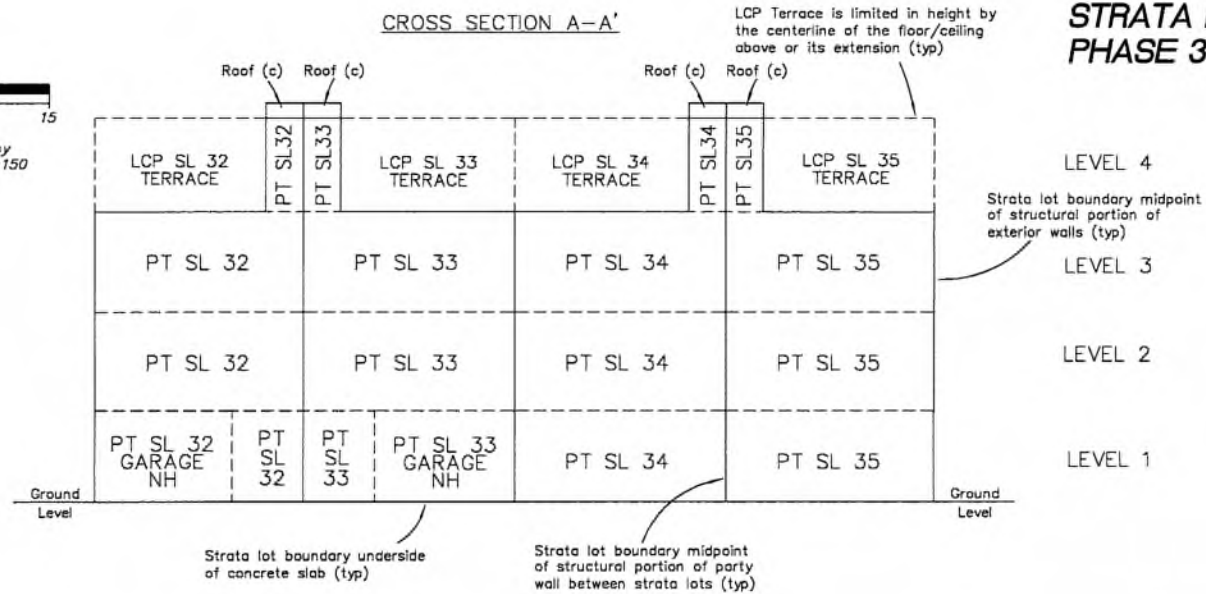 CROSS SECTION A-A'
LCP Terrace is limited in height by
the centerline of the floor/ceiling
above or its extension (typ)
STRATA
PHASE 3
15
150
Roof (c) Roof (c) Roof (c) Roof (c)
LCP SL 32
TERRACE
PT SL32
PT SL33
LCP SL 33
TERRACE
LCP SL 34
TERRACE
PT SL34
PT SL35
LCP SL 35
TERRACE
LEVEL 4
Strata lot boundary midpoint
of structural portion of
exterior walls (typ)
PT SL 32 PT SL 33 PT SL 34 PT SL 35
LEVEL 3
PT SL 32 PT SL 33 PT SL 34 PT SL 35
LEVEL 2
PT SL 32
GARAGE
NH
PT
SL
32
PT
SL
33
PT SL 33
GARAGE
NH
PT SL 34
PT SL 35
LEVEL 1
Ground
Level
Ground
Level
Strata lot boundary underside
of concrete slab (typ)
Strata lot boundary midpoint
of structural portion of party
wall between strata lots (typ)